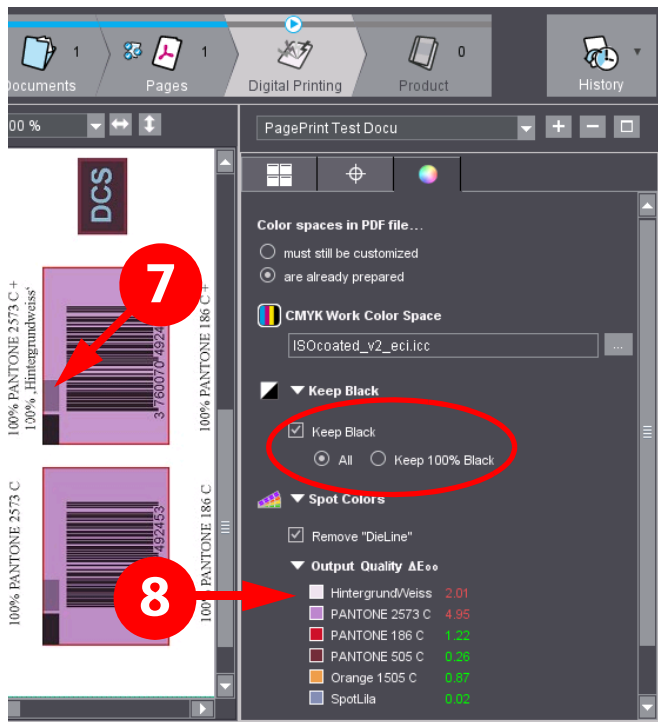 1
1
0
Documents
Pages
Digital Printing
Product
History
00 %
PagePrint Test Docu
DCS
Color spaces in PDF file...
must still be customized
are already prepared
CMYK Work Color Space
ISOcoated_v2_eci.icc
...
Keep Black
Keep Black
All
Keep 100% Black
Spot Colors
Remove "DieLine"
Output Quality ΔE₀₀
HintergrundWeiss 2.01
PANTONE 2573 C 4.95
PANTONE 186 C 1.22
PANTONE 505 C 0.26
Orange 1505 C 0.87
SpotLila 0.02
7
8
100% PANTONE 2573 C +
100% ‚Hintergrundweiss‘
3 760070 4924
100% PANTONE 186 C +
100% PANTONE 2573 C
492453
100% PANTONE 186 C